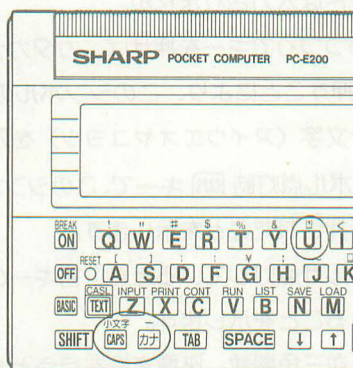 SHARP POCKET COMPUTER PC-E200
BREAK ! " # $ % & <
ON Q W E R T Y U I
RESET [ ] : ; ¥
OFF A S D F G H J K
CASL INPUT PRINT CONT RUN LIST SAVE LOAD
BASIC TEXT Z X C V B N M
小文字 ー
SHIFT CAPS カナ TAB SPACE ↓ ↑